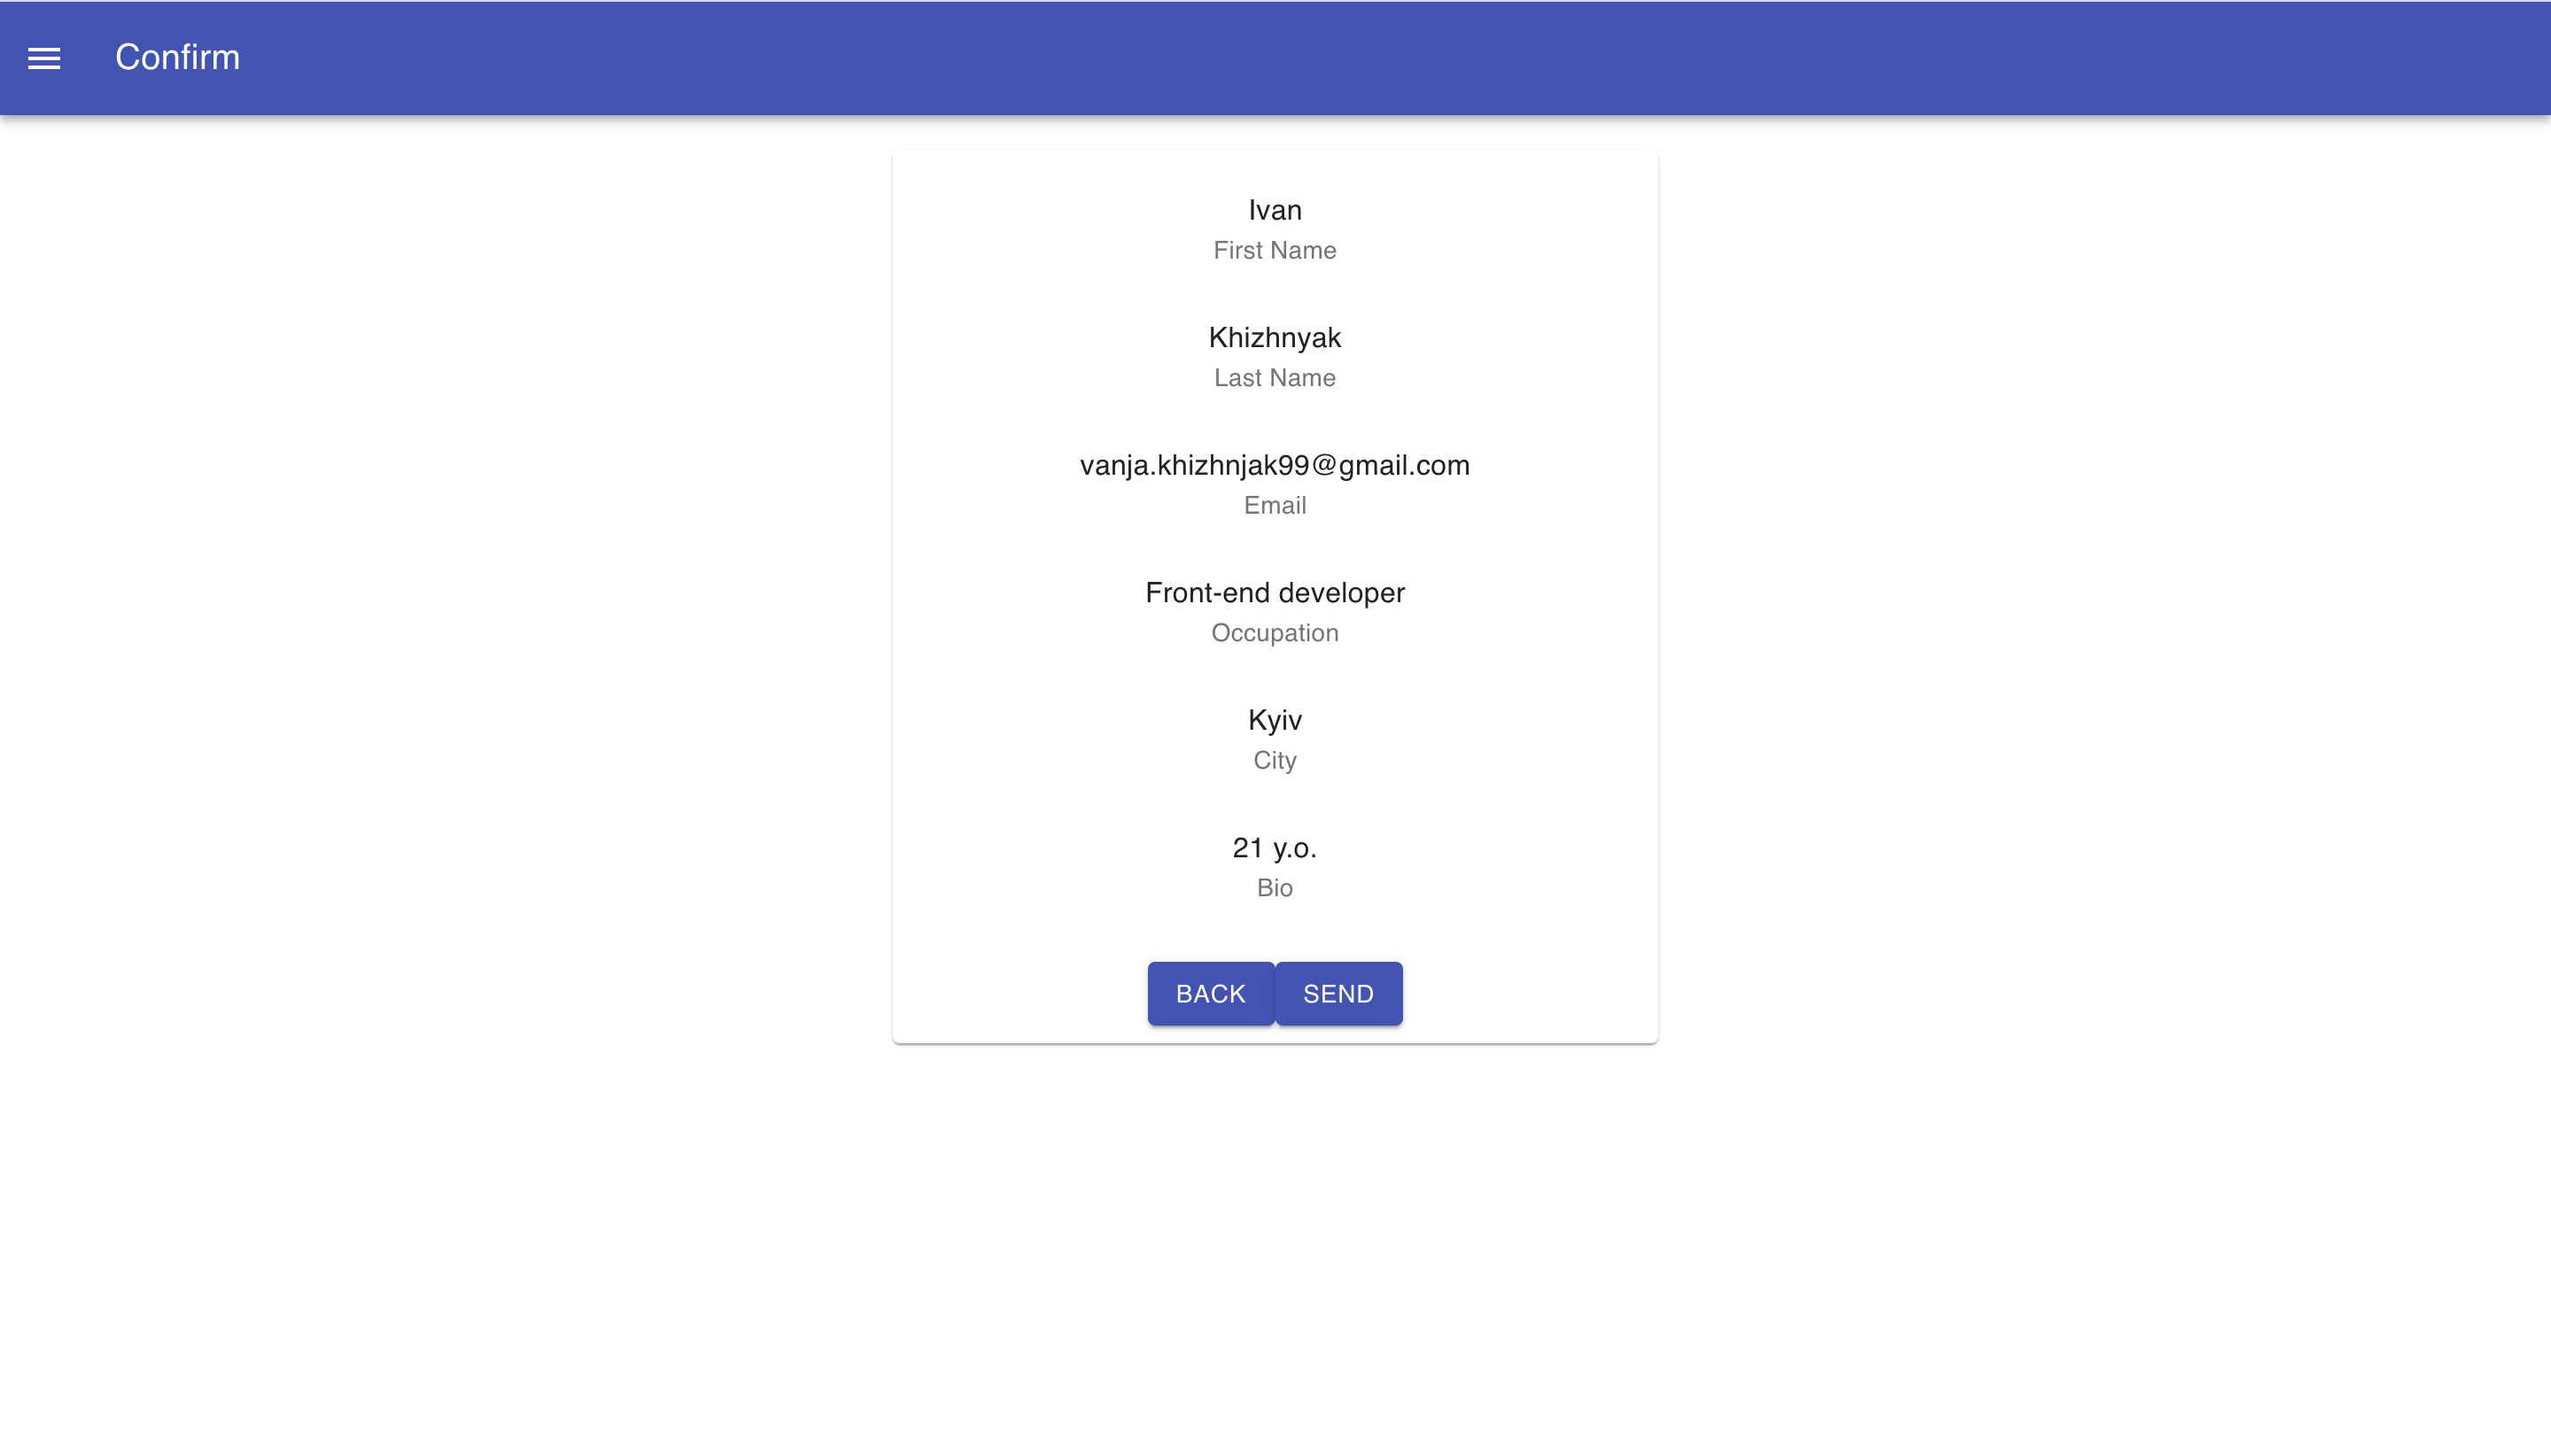 Confirm
Ivan
First Name
Khizhnyak
Last Name
vanja.khizhnjak99@gmail.com
Email
Front-end developer
Occupation
Kyiv
City
21 y.o.
Bio
BACK SEND